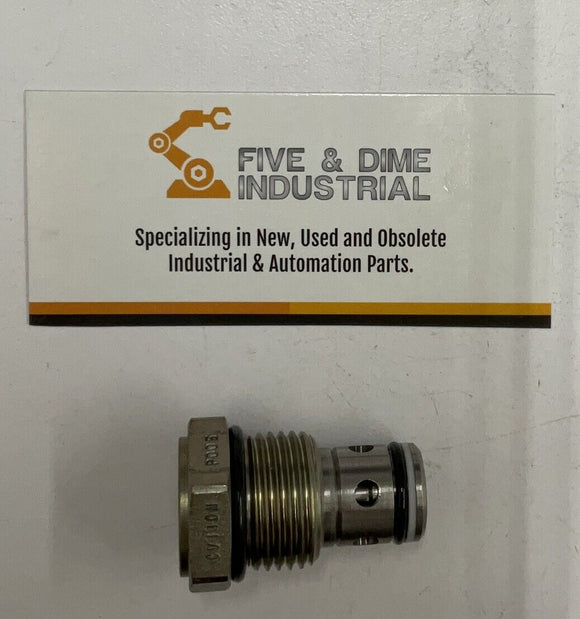 FIVE & DIME
INDUSTRIAL
Specializing in New, Used and Obsolete
Industrial & Automation Parts.